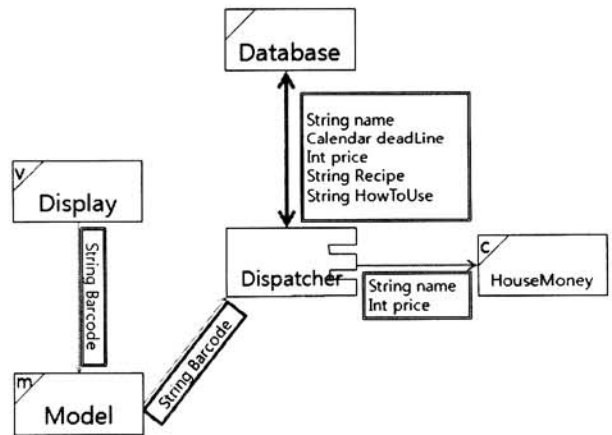 Database
String name
Calendar deadLine
Int price
String Recipe
String HowToUse
v
Display
String Barcode
Dispatcher
c
HouseMoney
String name
Int price
String Barcode
m
Model